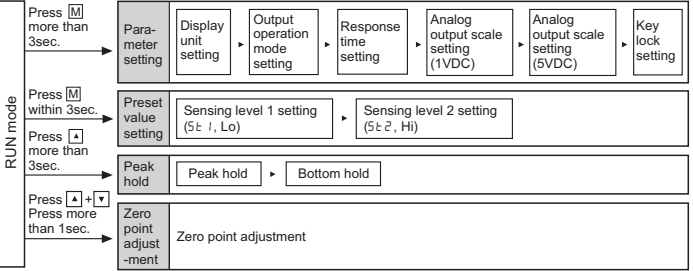 RUN mode
Press M
more than
3sec.
Para-
meter
setting
Display
unit
setting
Output
operation
mode
setting
Response
time
setting
Analog
output scale
setting
(1VDC)
Analog
output scale
setting
(5VDC)
Key
lock
setting
Press M
within 3sec.
Preset
value
setting
Sensing level 1 setting
(St 1, Lo)
Sensing level 2 setting
(St 2, Hi)
Press ▲
more than
3sec.
Peak
hold
Peak hold
Bottom hold
Press ▲+▼
Press more
than 1sec.
Zero
point
adjust
-ment
Zero point adjustment